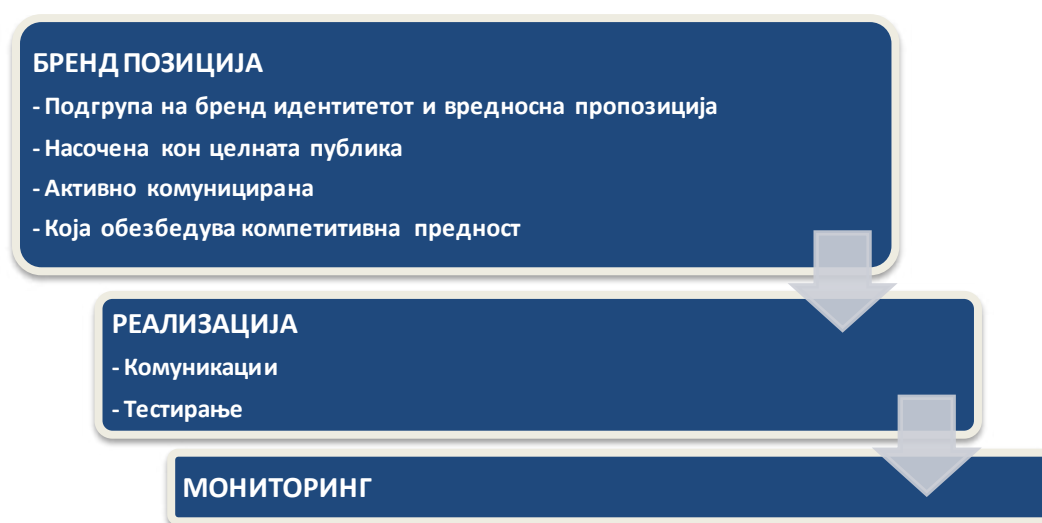 БРЕНД ПОЗИЦИЈА
- Подгрупа на бренд идентитетот и вредносна пропозиција
- Насочена кон целната публика
- Активно комуницирана
- Која обезбедува компетитивна предност
РЕАЛИЗАЦИЈА
- Комуникации
- Тестирање
МОНИТОРИНГ